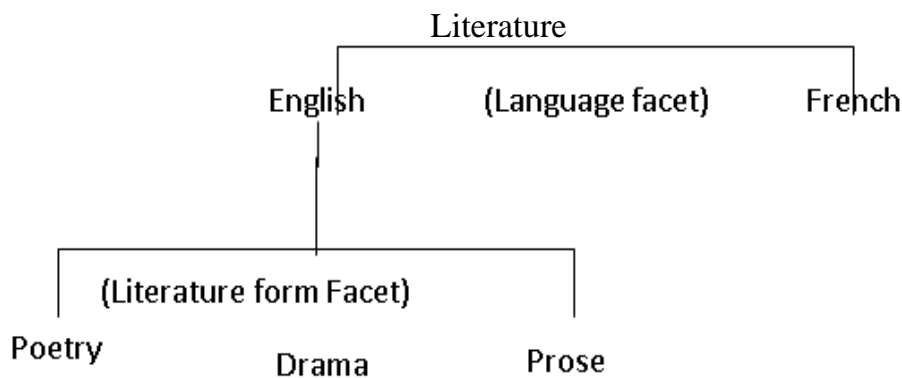 Literature
English (Language facet) French
(Literature form Facet)
Poetry Drama Prose